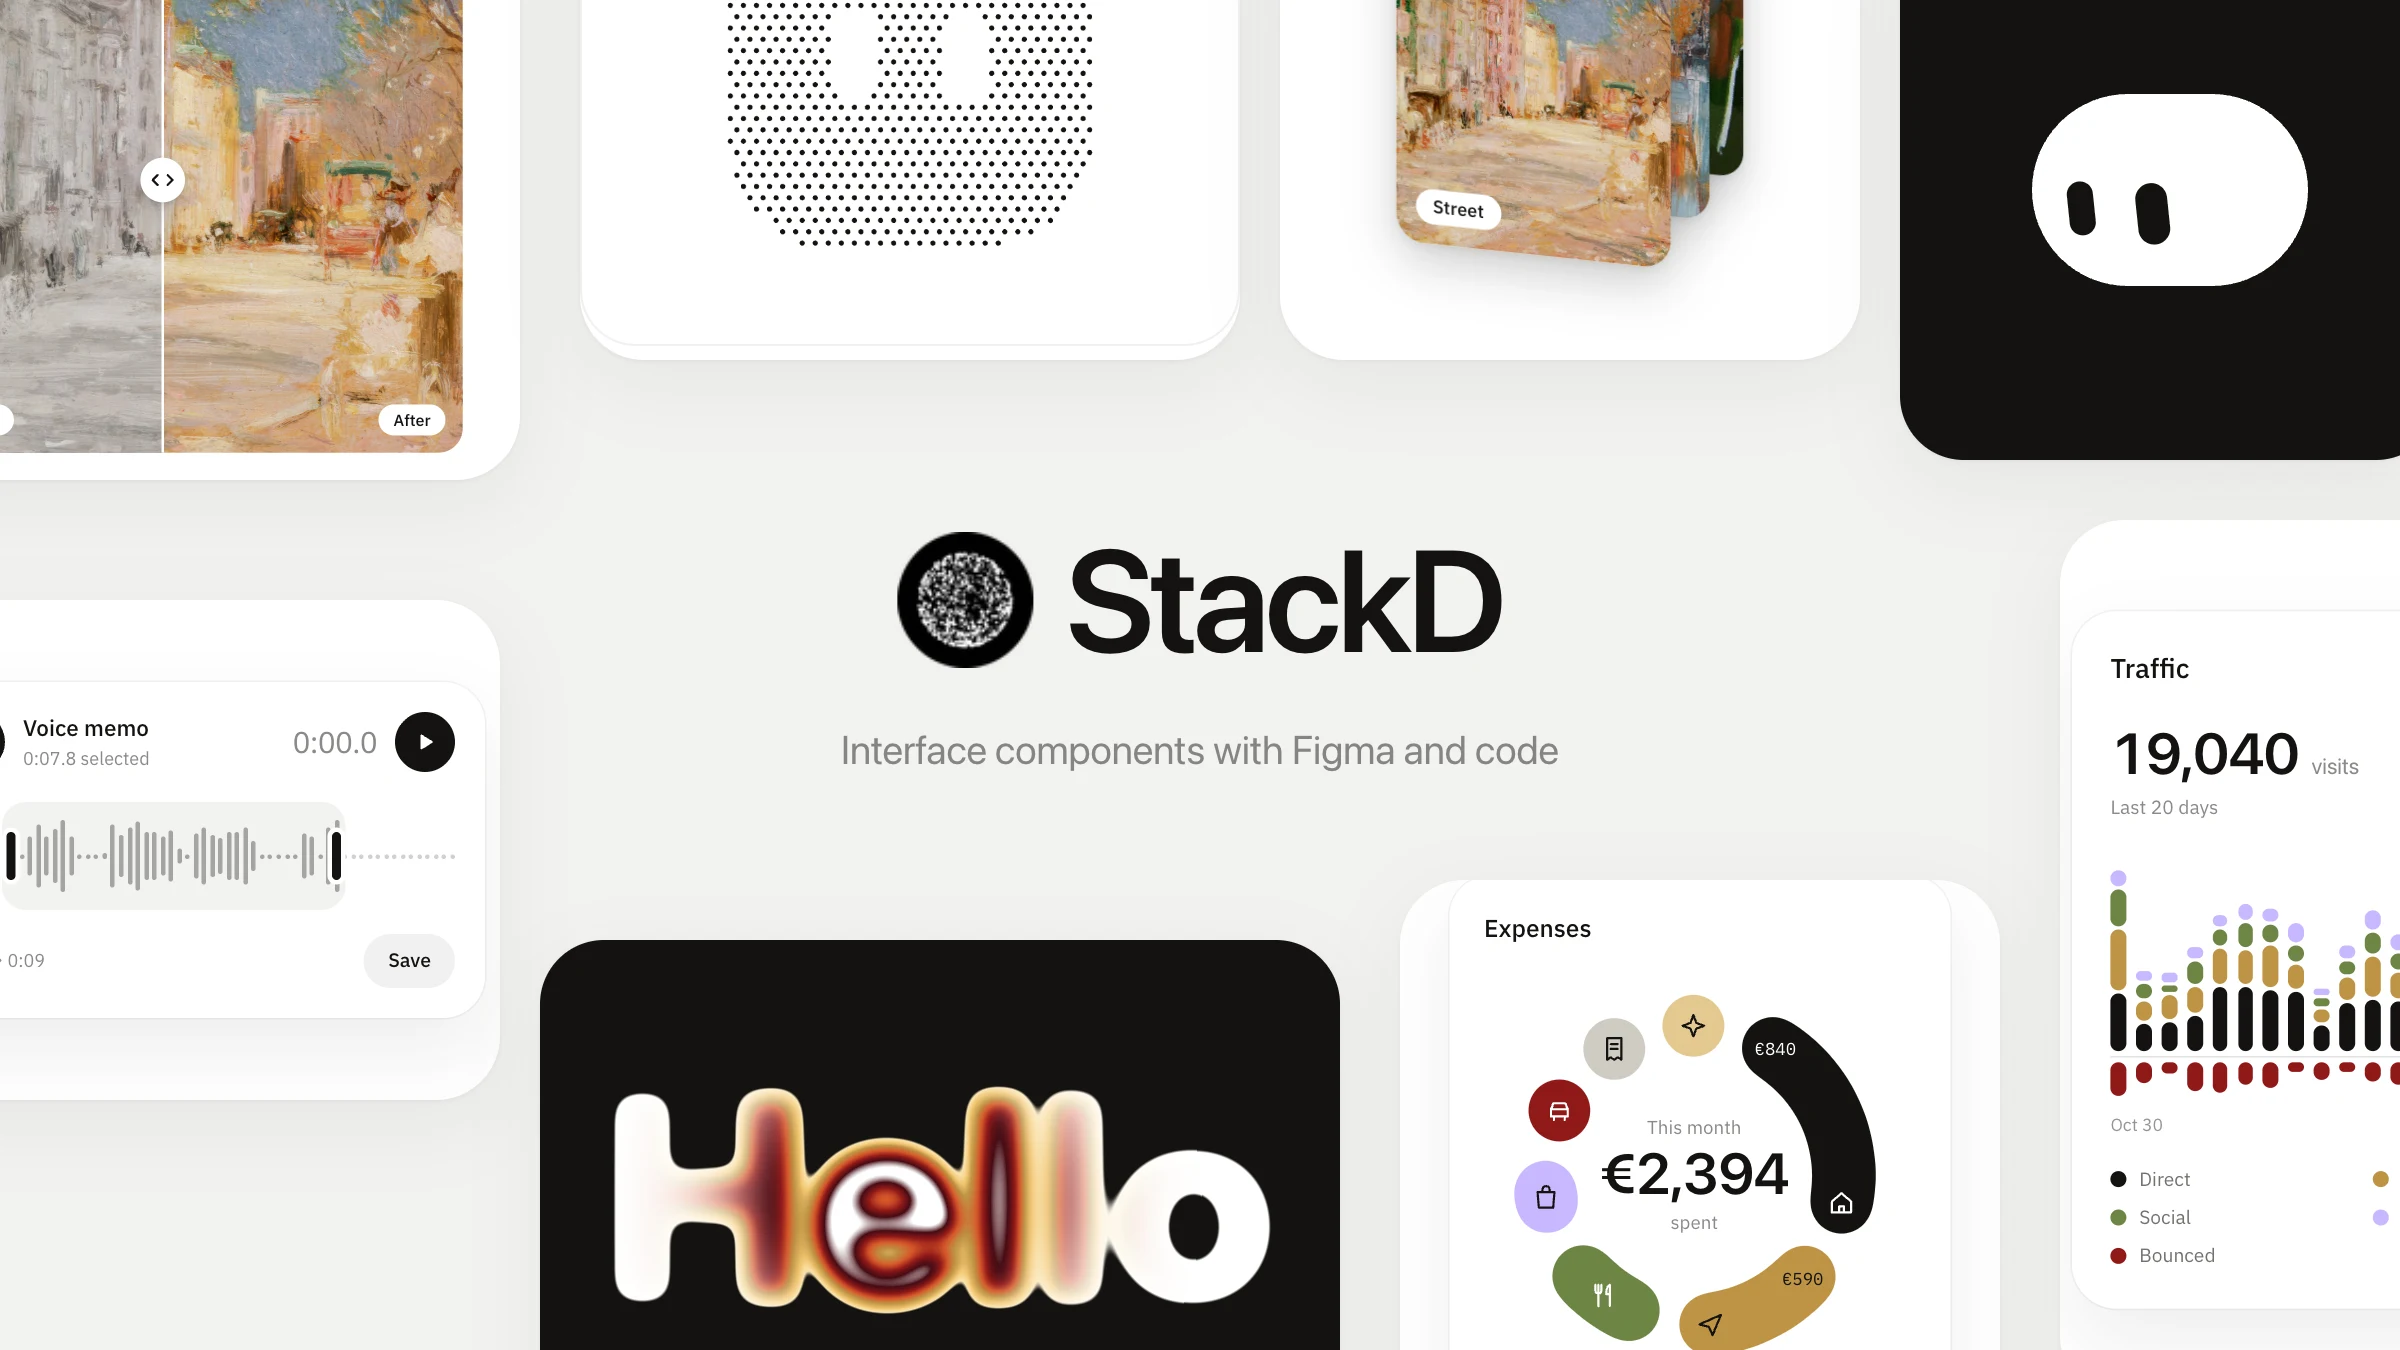 After
Street
StackD
Interface components with Figma and code
Voice memo
0:07.8 selected
0:00.0
0:09
Save
Hello
Expenses
€840
This month
€2,394
spent
€590
Traffic
19,040 visits
Last 20 days
Oct 30
Direct
Social
Bounced